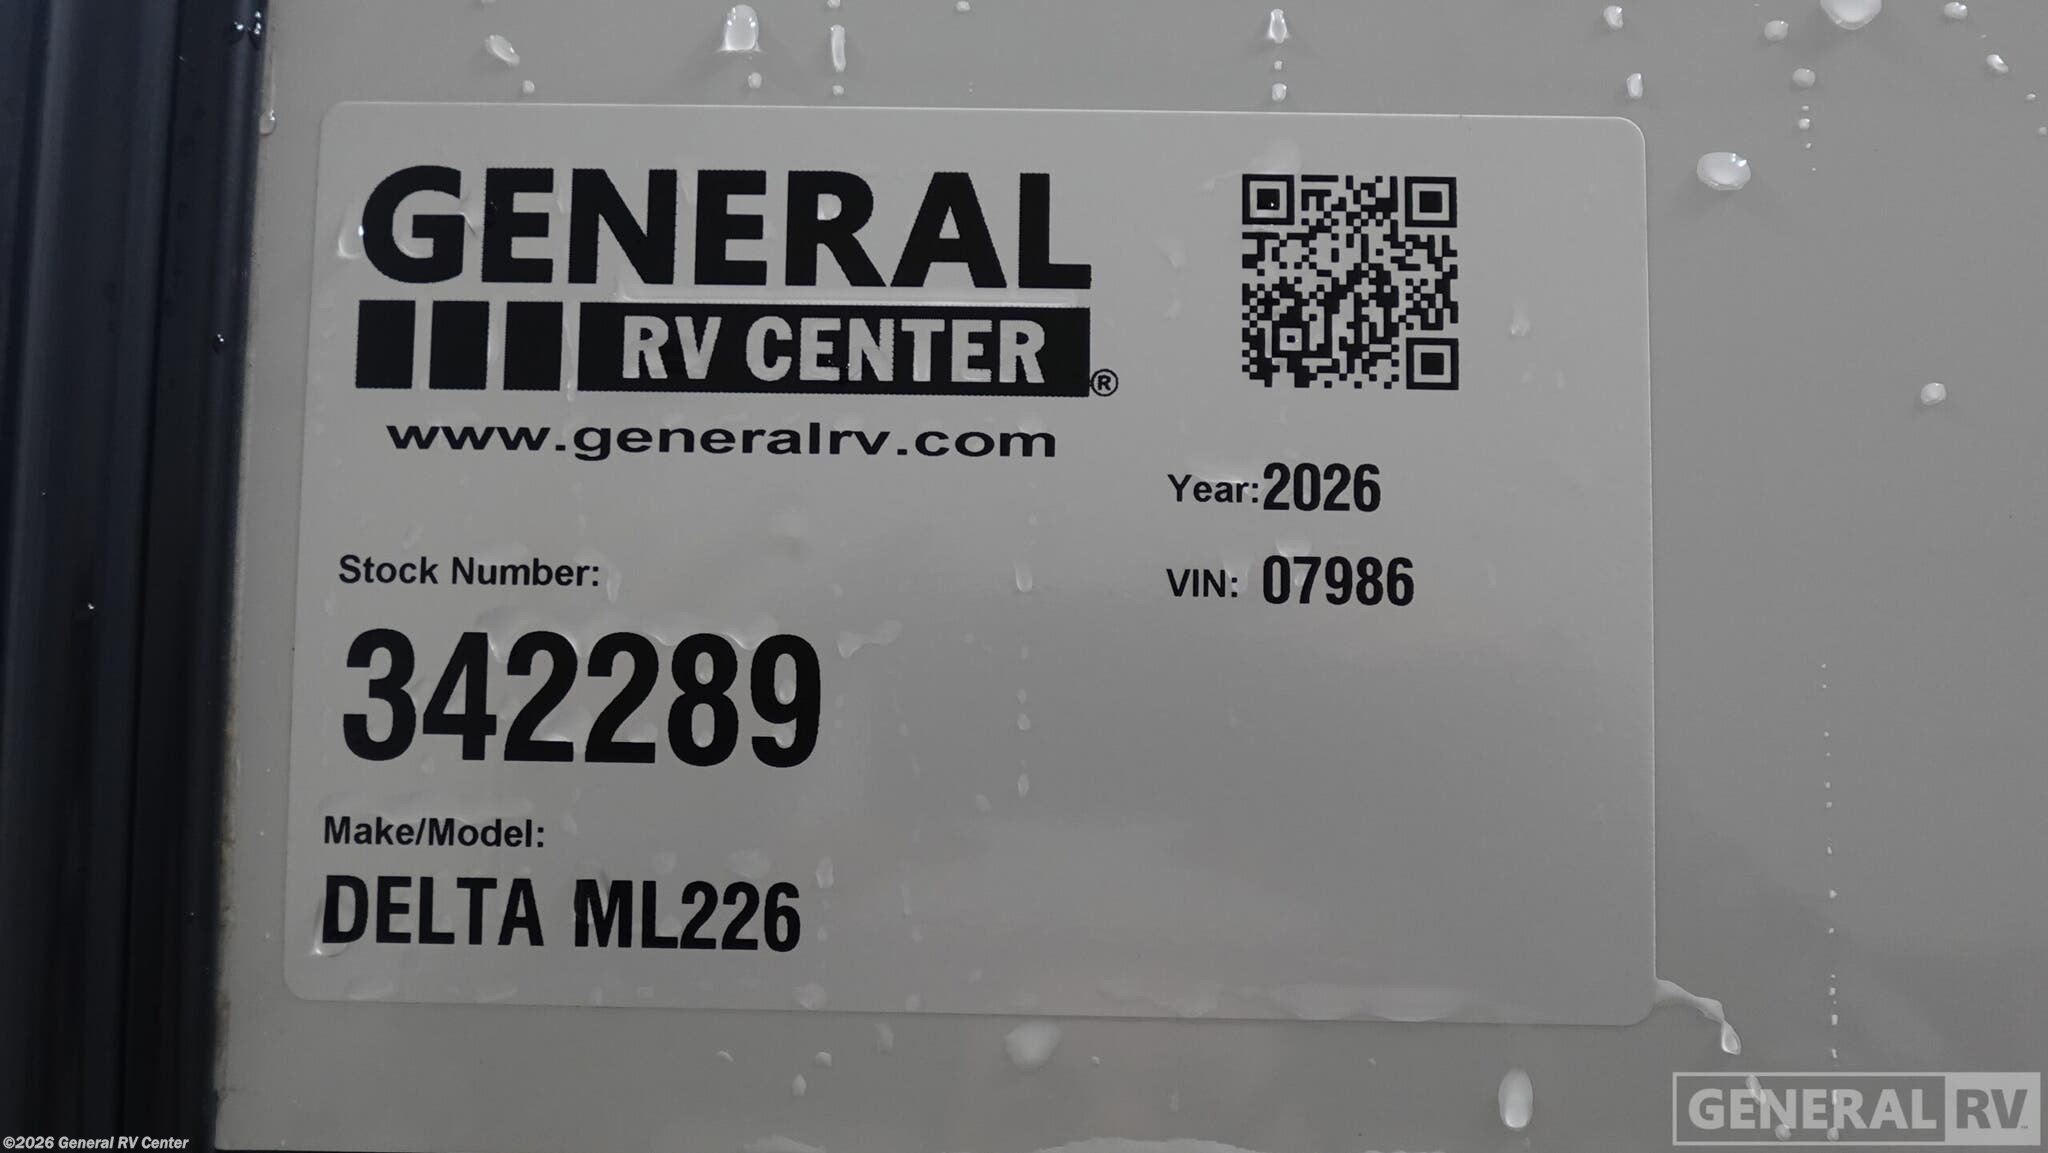 GENERAL
RV CENTER®
www.generalrv.com
Year: 2026
VIN: 07986
Stock Number:
342289
Make/Model:
DELTA ML226
©2026 General RV Center
GENERAL RV